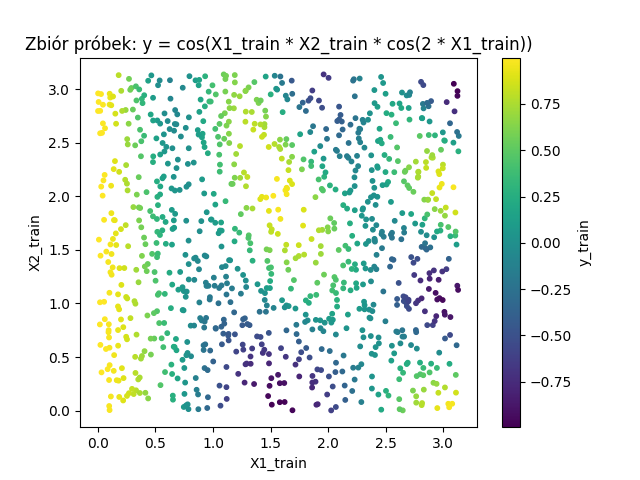 Zbiór próbek: y = cos(X1_train * X2_train * cos(2 * X1_train))
3.0
2.5
2.0
1.5
1.0
0.5
0.0
X2_train
0.0 0.5 1.0 1.5 2.0 2.5 3.0
X1_train
0.75
0.50
0.25
0.00
−0.25
−0.50
−0.75
y_train